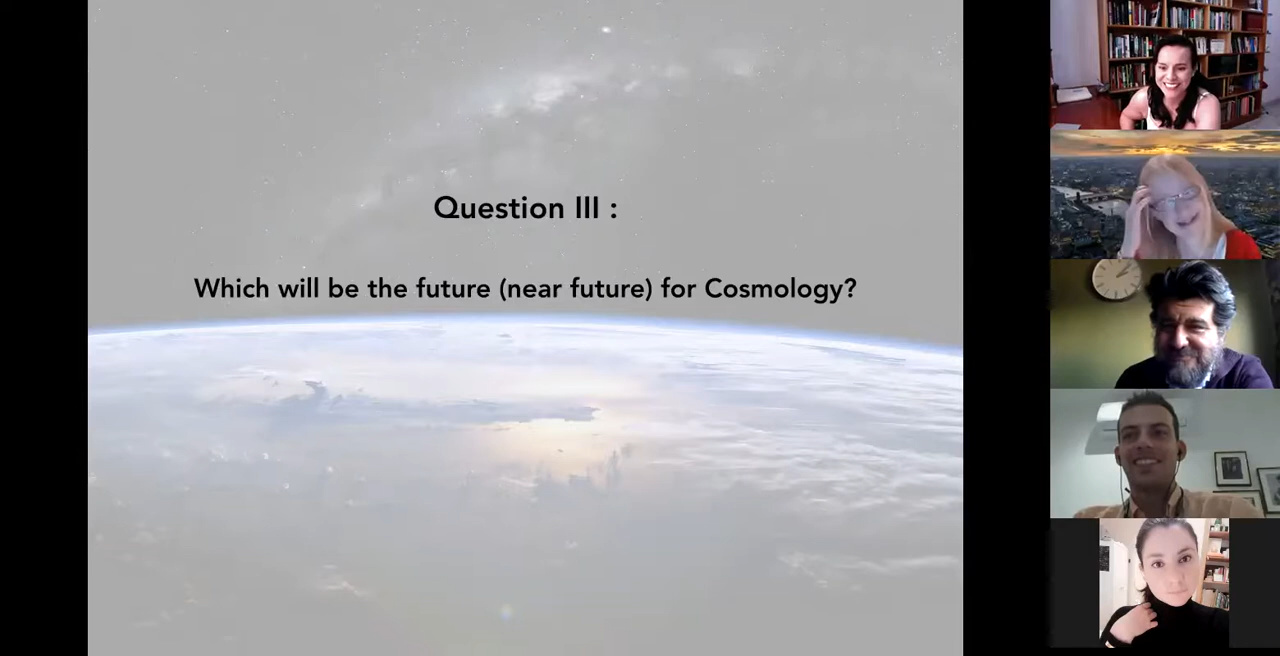 Question III :
Which will be the future (near future) for Cosmology?